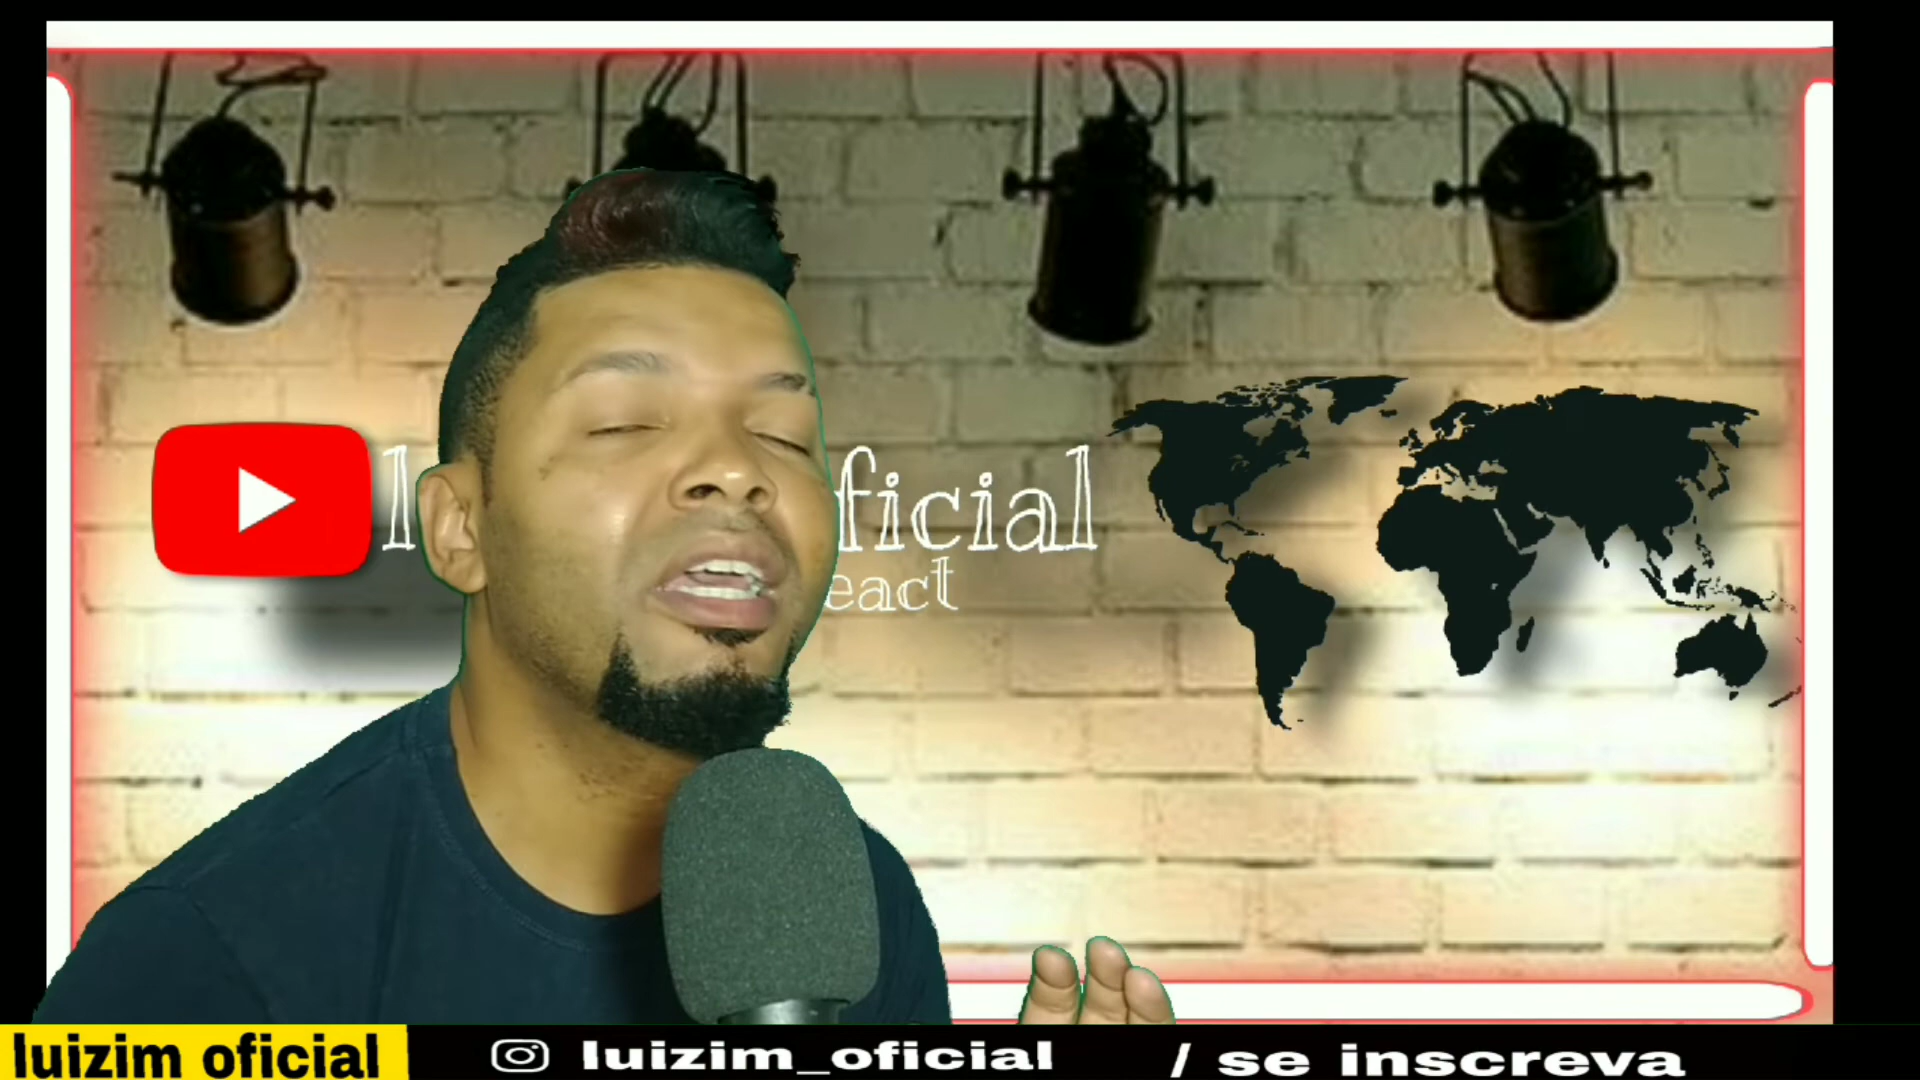 ficial
eact
luizim oficial
luizim_oficial
/ se inscreva